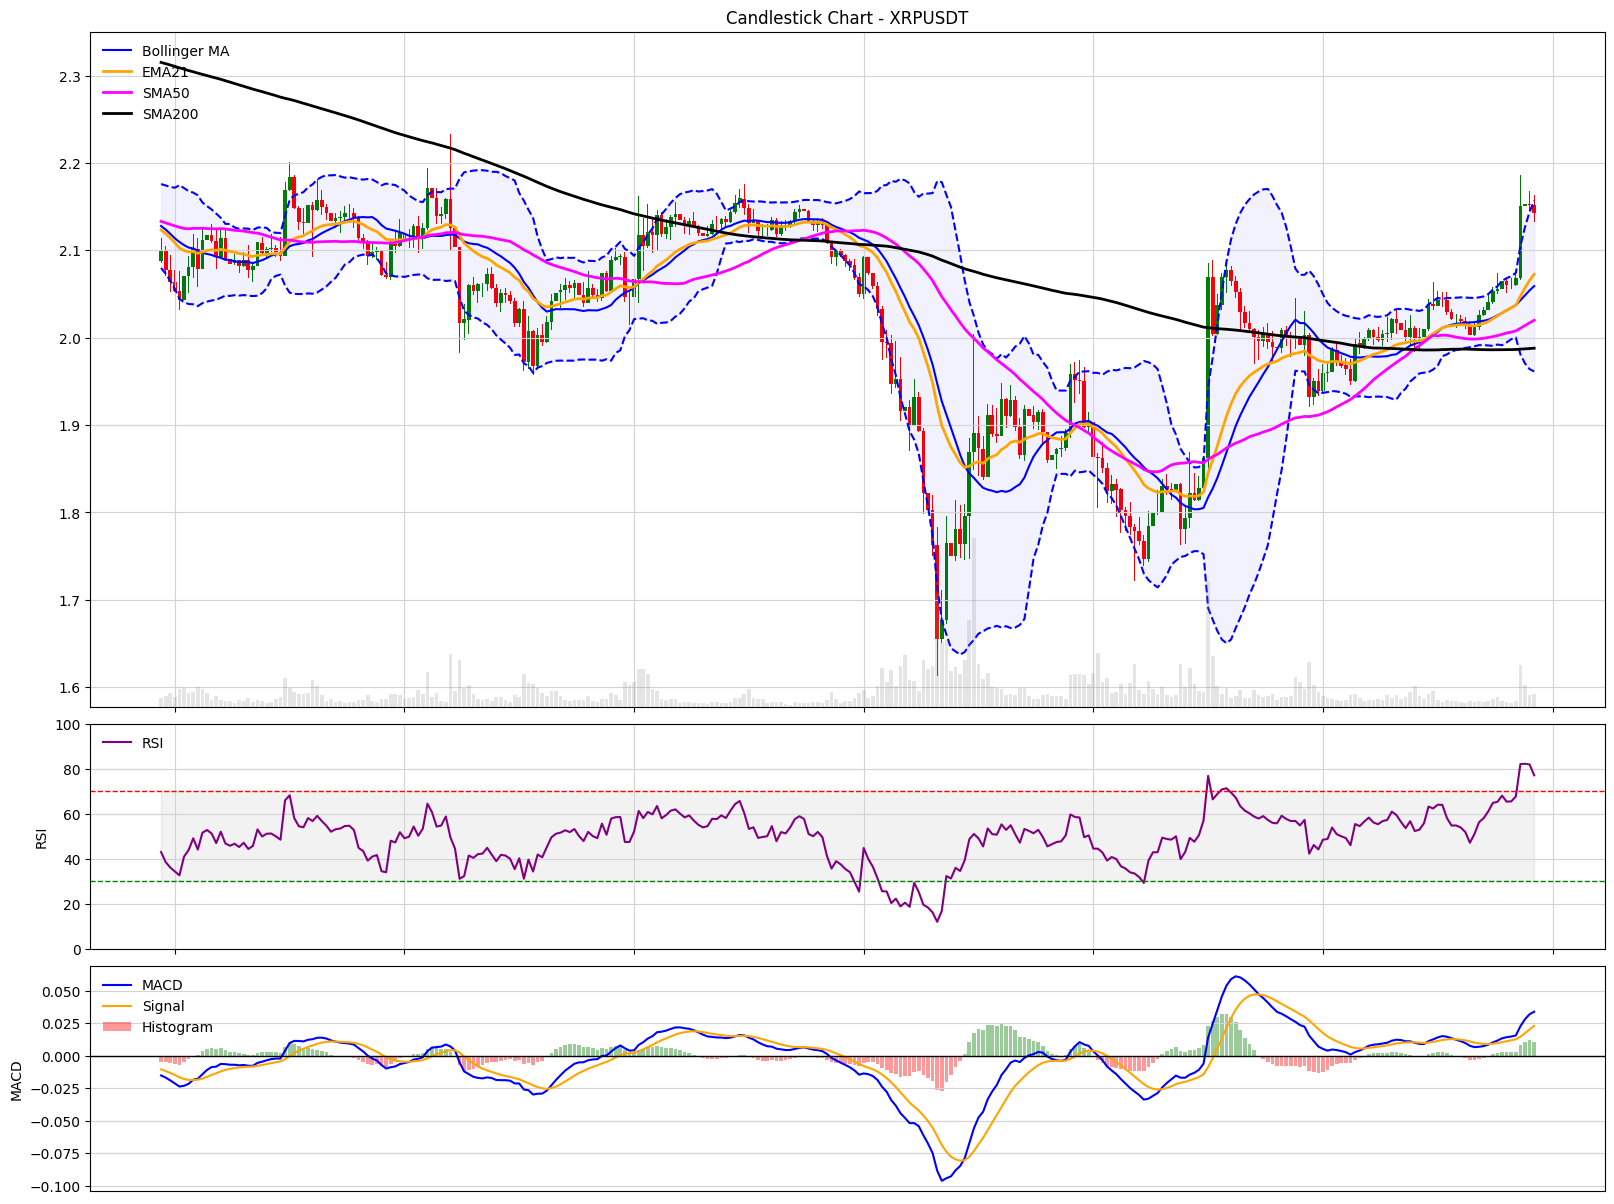 Candlestick Chart - XRPUSDT
Bollinger MA
EMA21
SMA50
SMA200
2.3
2.2
2.1
2.0
1.9
1.8
1.7
1.6
RSI
100
80
60
40
20
0
RSI
MACD
Signal
Histogram
0.050
0.025
0.000
−0.025
−0.050
−0.075
−0.100
MACD